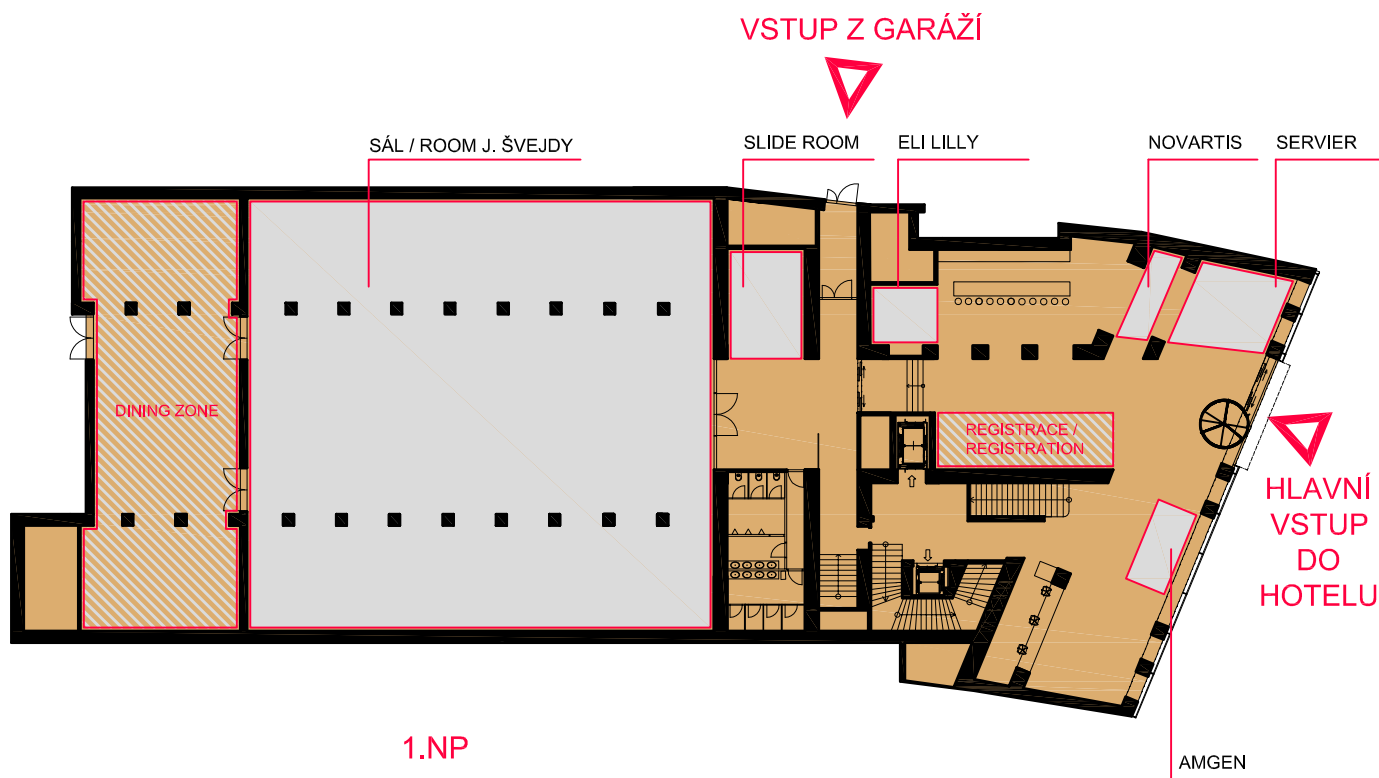 VSTUP Z GARÁŽÍ
SÁL / ROOM J. ŠVEJDY
SLIDE ROOM
ELI LILLY
NOVARTIS
SERVIER
DINING ZONE
REGISTRACE /
REGISTRATION
HLAVNÍ
VSTUP
DO
HOTELU
1.NP
AMGEN